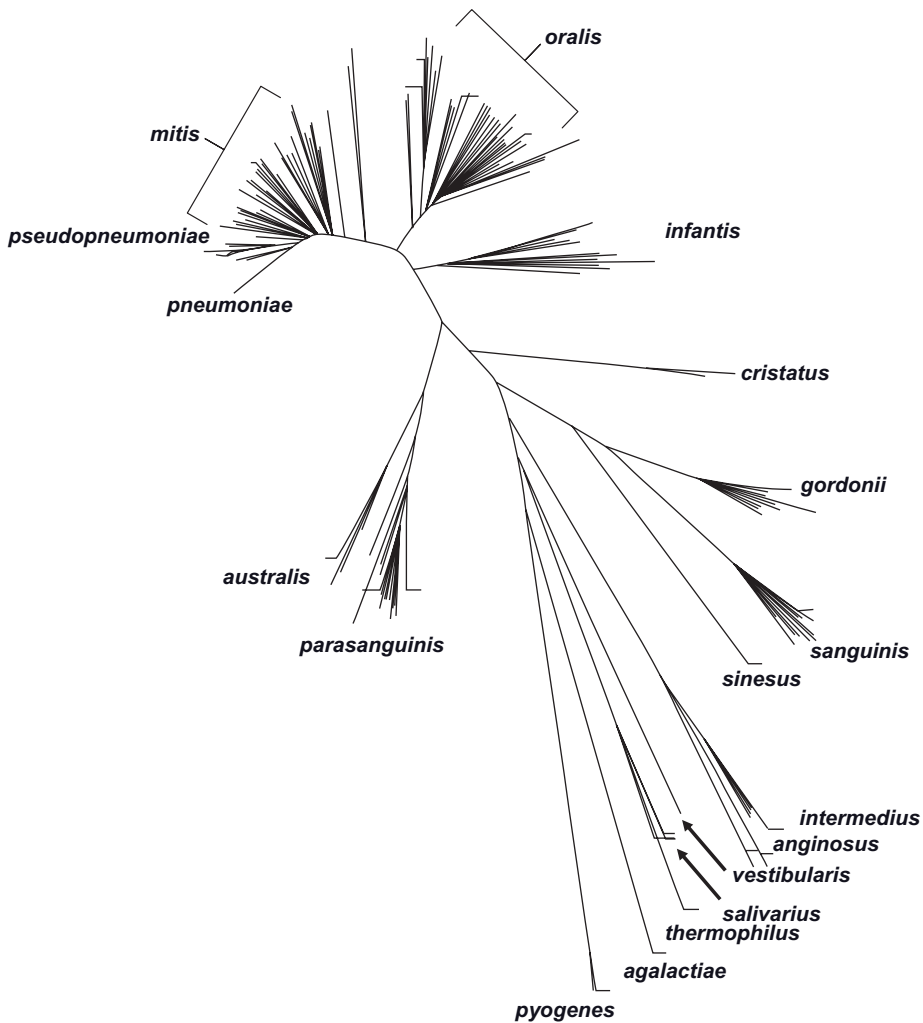 oralis
mitis
pseudopneumoniae
infantis
pneumoniae
cristatus
gordonii
australis
parasanguinis
sanguinis
sinesus
intermedius
anginosus
vestibularis
salivarius
thermophilus
agalactiae
pyogenes